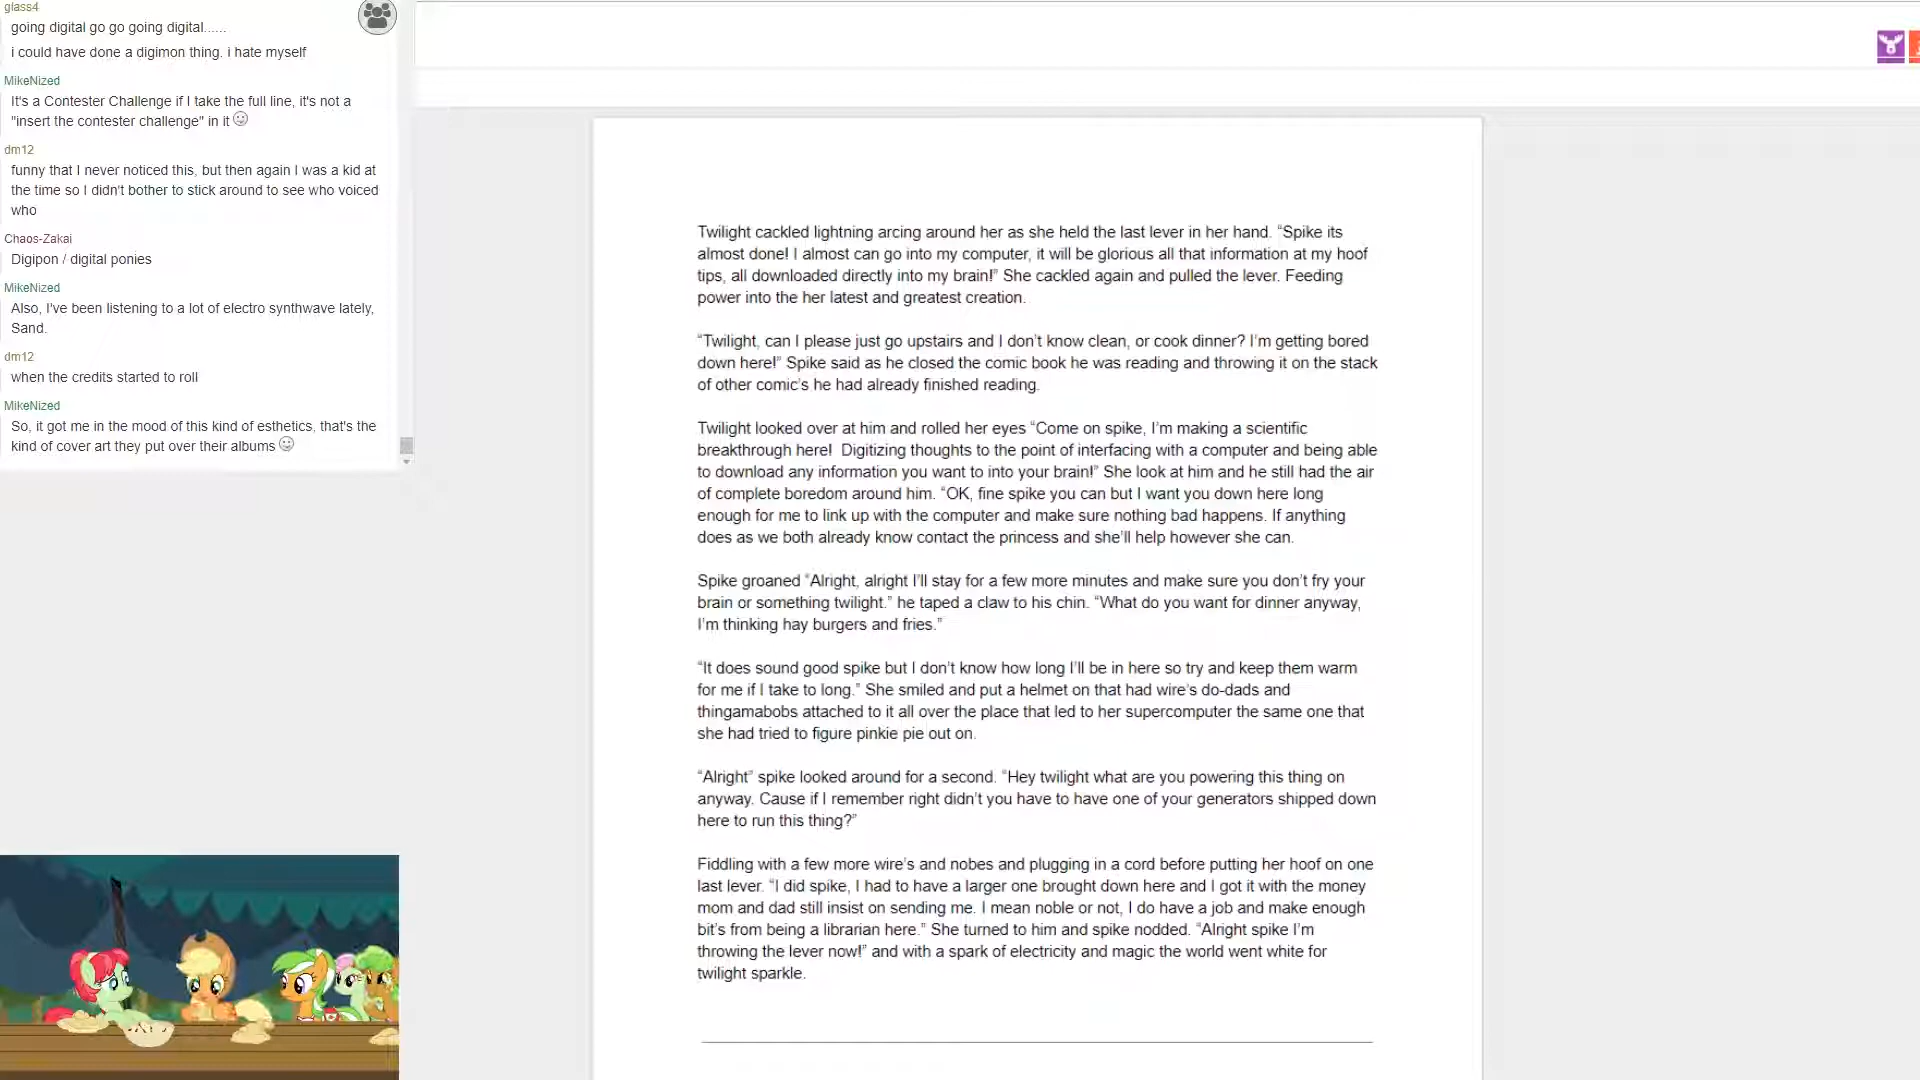 glass4
going digital go go going digital......
i could have done a digimon thing. i hate myself
MikeNized
It's a Contester Challenge if I take the full line, it's not a
"insert the contester challenge" in it
dm12
funny that I never noticed this, but then again I was a kid at
the time so I didn't bother to stick around to see who voiced
who
Chaos-Zakai
Digipon / digital ponies
MikeNized
Also, I've been listening to a lot of electro synthwave lately,
Sand.
dm12
when the credits started to roll
MikeNized
So, it got me in the mood of this kind of esthetics, that's the
kind of cover art they put over their albums
Twilight cackled lightning arcing around her as she held the last lever in her hand. “Spike its
almost done! I almost can go into my computer, it will be glorious all that information at my hoof
tips, all downloaded directly into my brain!” She cackled again and pulled the lever. Feeding
power into the her latest and greatest creation.
“Twilight, can I please just go upstairs and I don’t know clean, or cook dinner? I’m getting bored
down here!” Spike said as he closed the comic book he was reading and throwing it on the stack
of other comic’s he had already finished reading.
Twilight looked over at him and rolled her eyes “Come on spike, I’m making a scientific
breakthrough here!  Digitizing thoughts to the point of interfacing with a computer and being able
to download any information you want to into your brain!” She look at him and he still had the air
of complete boredom around him. “OK, fine spike you can but I want you down here long
enough for me to link up with the computer and make sure nothing bad happens. If anything
does as we both already know contact the princess and she’ll help however she can.
Spike groaned “Alright, alright I’ll stay for a few more minutes and make sure you don’t fry your
brain or something twilight.” he taped a claw to his chin. “What do you want for dinner anyway,
I’m thinking hay burgers and fries.”
“It does sound good spike but I don’t know how long I’ll be in here so try and keep them warm
for me if I take to long.” She smiled and put a helmet on that had wire’s do-dads and
thingamabobs attached to it all over the place that led to her supercomputer the same one that
she had tried to figure pinkie pie out on.
“Alright” spike looked around for a second. “Hey twilight what are you powering this thing on
anyway. Cause if I remember right didn’t you have to have one of your generators shipped down
here to run this thing?”
Fiddling with a few more wire’s and nobes and plugging in a cord before putting her hoof on one
last lever. “I did spike, I had to have a larger one brought down here and I got it with the money
mom and dad still insist on sending me. I mean noble or not, I do have a job and make enough
bit’s from being a librarian here.” She turned to him and spike nodded. “Alright spike I’m
throwing the lever now!” and with a spark of electricity and magic the world went white for
twilight sparkle.